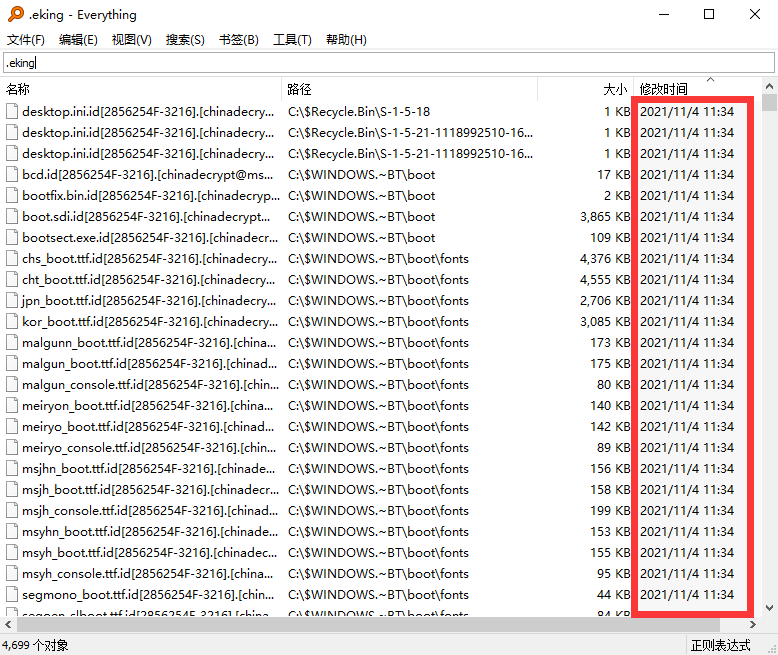 .eking - Everything
文件(F) 编辑(E) 视图(V) 搜索(S) 书签(B) 工具(T) 帮助(H)
.eking
名称 路径 大小 修改时间
desktop.ini.id[2856254F-3216].[chinadecry... C:\$Recycle.Bin\S-1-5-18 1 KB 2021/11/4 11:34
desktop.ini.id[2856254F-3216].[chinadecry... C:\$Recycle.Bin\S-1-5-21-1118992510-16... 1 KB 2021/11/4 11:34
desktop.ini.id[2856254F-3216].[chinadecry... C:\$Recycle.Bin\S-1-5-21-1118992510-16... 1 KB 2021/11/4 11:34
bcd.id[2856254F-3216].[chinadecrypt@ms... C:\$WINDOWS.~BT\boot 17 KB 2021/11/4 11:34
bootfix.bin.id[2856254F-3216].[chinadecryp... C:\$WINDOWS.~BT\boot 2 KB 2021/11/4 11:34
boot.sdi.id[2856254F-3216].[chinadecrypt... C:\$WINDOWS.~BT\boot 3,865 KB 2021/11/4 11:34
bootsect.exe.id[2856254F-3216].[chinadecr... C:\$WINDOWS.~BT\boot 109 KB 2021/11/4 11:34
chs_boot.ttf.id[2856254F-3216].[chinadecry... C:\$WINDOWS.~BT\boot\fonts 4,376 KB 2021/11/4 11:34
cht_boot.ttf.id[2856254F-3216].[chinadecry... C:\$WINDOWS.~BT\boot\fonts 4,555 KB 2021/11/4 11:34
jpn_boot.ttf.id[2856254F-3216].[chinadecry... C:\$WINDOWS.~BT\boot\fonts 2,706 KB 2021/11/4 11:34
kor_boot.ttf.id[2856254F-3216].[chinadecry... C:\$WINDOWS.~BT\boot\fonts 3,085 KB 2021/11/4 11:34
malgunn_boot.ttf.id[2856254F-3216].[china... C:\$WINDOWS.~BT\boot\fonts 173 KB 2021/11/4 11:34
malgun_boot.ttf.id[2856254F-3216].[chinad... C:\$WINDOWS.~BT\boot\fonts 175 KB 2021/11/4 11:34
malgun_console.ttf.id[2856254F-3216].[chin... C:\$WINDOWS.~BT\boot\fonts 80 KB 2021/11/4 11:34
meiryon_boot.ttf.id[2856254F-3216].[china... C:\$WINDOWS.~BT\boot\fonts 140 KB 2021/11/4 11:34
meiryo_boot.ttf.id[2856254F-3216].[chinad... C:\$WINDOWS.~BT\boot\fonts 142 KB 2021/11/4 11:34
meiryo_console.ttf.id[2856254F-3216].[chin... C:\$WINDOWS.~BT\boot\fonts 89 KB 2021/11/4 11:34
msjhn_boot.ttf.id[2856254F-3216].[chinade... C:\$WINDOWS.~BT\boot\fonts 156 KB 2021/11/4 11:34
msjh_boot.ttf.id[2856254F-3216].[chinadecr... C:\$WINDOWS.~BT\boot\fonts 158 KB 2021/11/4 11:34
msjh_console.ttf.id[2856254F-3216].[china... C:\$WINDOWS.~BT\boot\fonts 199 KB 2021/11/4 11:34
msyhn_boot.ttf.id[2856254F-3216].[chinade... C:\$WINDOWS.~BT\boot\fonts 153 KB 2021/11/4 11:34
msyh_boot.ttf.id[2856254F-3216].[chinadec... C:\$WINDOWS.~BT\boot\fonts 155 KB 2021/11/4 11:34
msyh_console.ttf.id[2856254F-3216].[china... C:\$WINDOWS.~BT\boot\fonts 95 KB 2021/11/4 11:34
segmono_boot.ttf.id[2856254F-3216].[chin... C:\$WINDOWS.~BT\boot\fonts 44 KB 2021/11/4 11:34
4,699 个对象 正则表达式